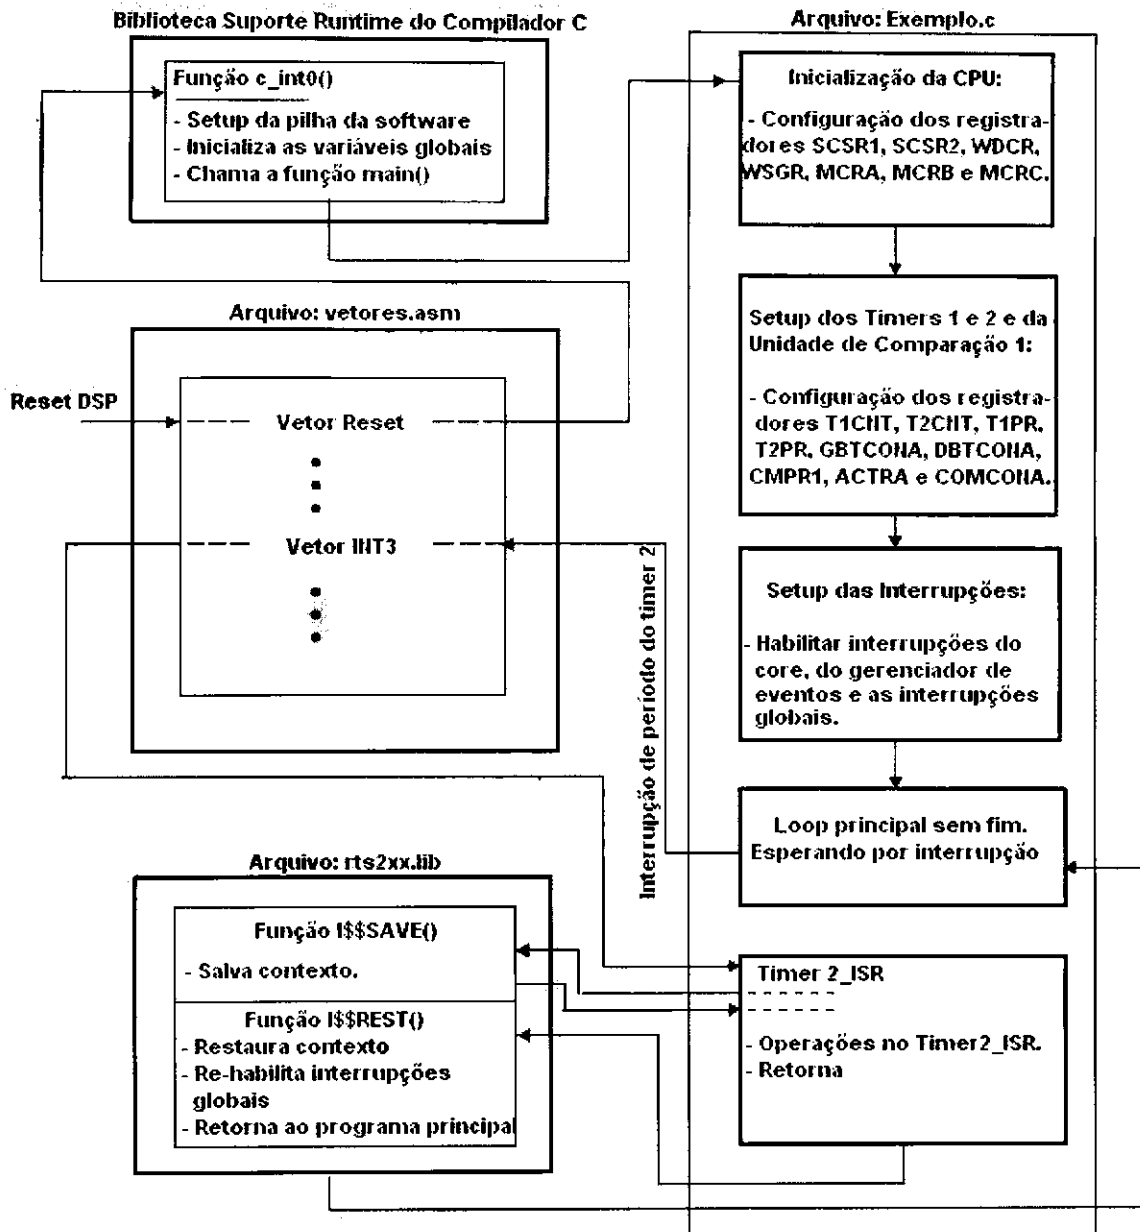 Biblioteca Suporte Runtime do Compilador C
Função c_int0()
- Setup da pilha da software
- Inicializa as variáveis globais
- Chama a função main()
Arquivo: vetores.asm
Reset DSP
Vetor Reset
Vetor INT3
Interrupção de período do timer 2
Arquivo: rts2xx.lib
Função I$$SAVE()
- Salva contexto.
Função I$$REST()
- Restaura contexto
- Re-habilita interrupções
globais
- Retorna ao programa principal
Arquivo: Exemplo.c
Inicialização da CPU:
- Configuração dos registra-
dores SCSR1, SCSR2, WDCR,
WSGR, MCRA, MCRB e MCRC.
Setup dos Timers 1 e 2 e da
Unidade de Comparação 1:
- Configuração dos registra-
dores T1CNT, T2CNT, T1PR,
T2PR, GBTCONA, DBTCONA,
CMPR1, ACTRA e COMCONA.
Setup das Interrupções:
- Habilitar interrupções do
core, do gerenciador de
eventos e as interrupções
globais.
Loop principal sem fim.
Esperando por interrupção
Timer 2_ISR
- Operações no Timer2_ISR.
- Retorna